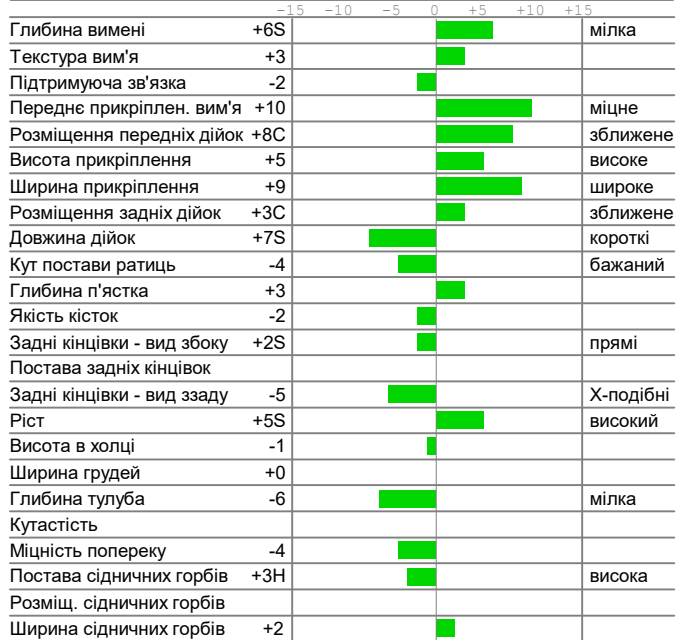 -15 -10 -5 0 +5 +10 +15
Глибина вимені +6S мілка
Текстура вим'я +3
Підтримуюча зв'язка -2
Переднє прикріплен. вим'я +10 міцне
Розміщення передніх дійок +8C зближене
Висота прикріплення +5 високе
Ширина прикріплення +9 широке
Розміщення задніх дійок +3C зближене
Довжина дійок +7S короткі
Кут постави ратиць -4 бажаний
Глибина п'ястка +3
Якість кісток -2
Задні кінцівки - вид збоку +2S прямі
Постава задніх кінцівок
Задні кінцівки - вид ззаду -5 Х-подібні
Ріст +5S високий
Висота в холці -1
Ширина грудей +0
Глибина тулуба -6 мілка
Кутастість
Міцність попереку -4
Постава сідничних горбів +3H висока
Розміщ. сідничних горбів
Ширина сідничних горбів +2